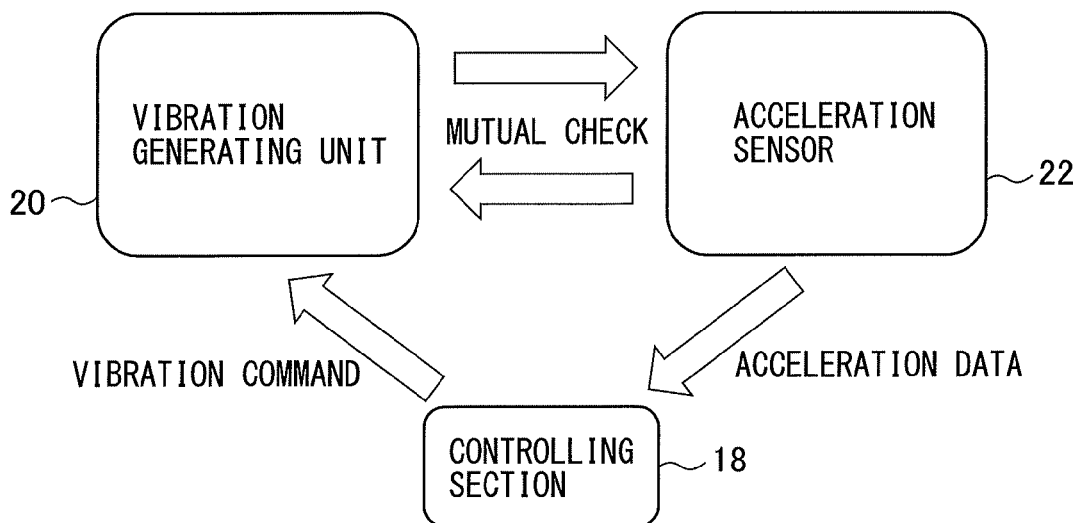 VIBRATION
GENERATING UNIT
MUTUAL CHECK
ACCELERATION
SENSOR
20
22
VIBRATION COMMAND
ACCELERATION DATA
CONTROLLING
SECTION
18